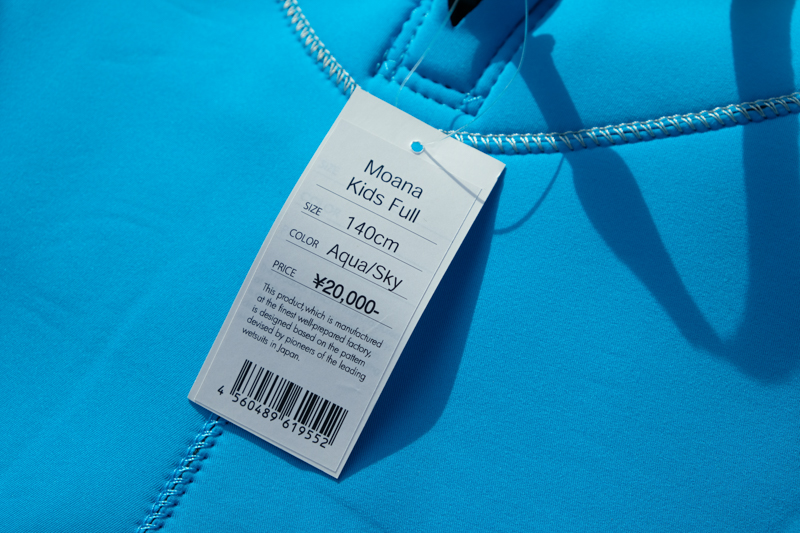 Moana
Kids Full
SIZE 140cm
COLOR Aqua/Sky
PRICE ¥20,000-
This product,which is manufactured
at the finest well-prepared factory,
is designed based on the pattern
devised by pioneers of the leading
wetsuits in Japan.
4 560489 619552